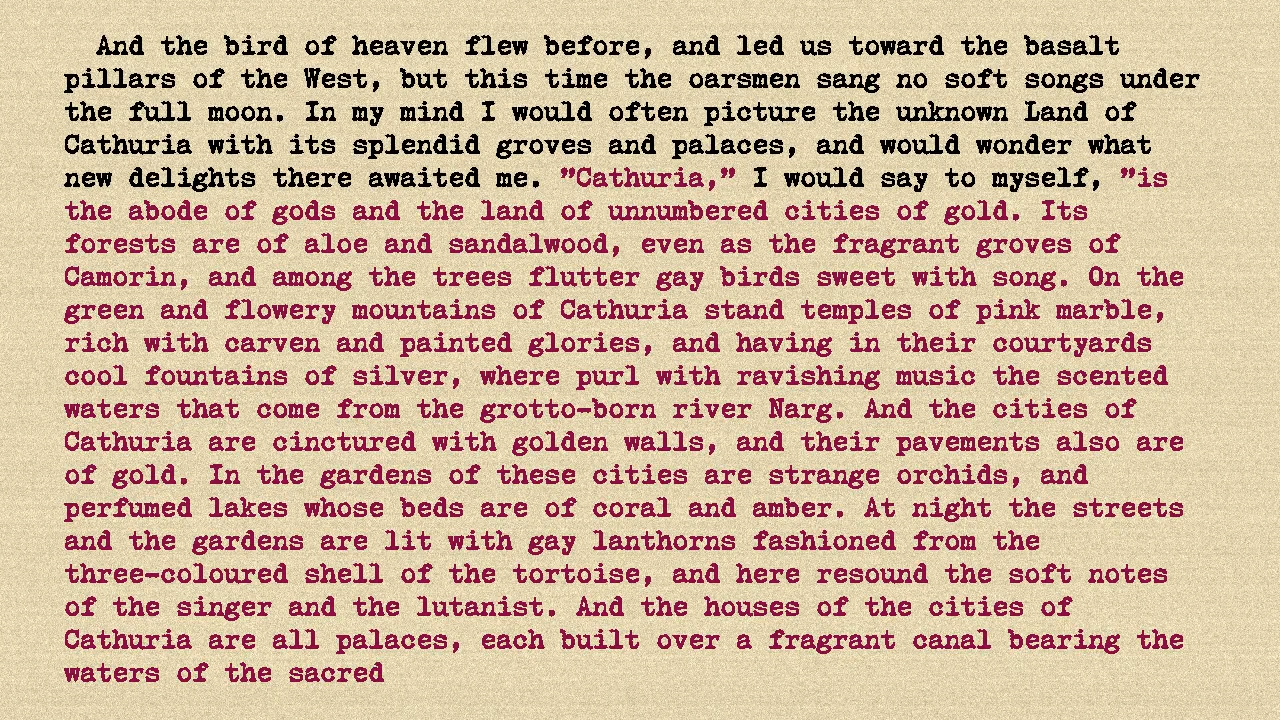 And the bird of heaven flew before, and led us toward the basalt
pillars of the West, but this time the oarsmen sang no soft songs under
the full moon. In my mind I would often picture the unknown Land of
Cathuria with its splendid groves and palaces, and would wonder what
new delights there awaited me. ”Cathuria,” I would say to myself, ”is
the abode of gods and the land of unnumbered cities of gold. Its
forests are of aloe and sandalwood, even as the fragrant groves of
Camorin, and among the trees flutter gay birds sweet with song. On the
green and flowery mountains of Cathuria stand temples of pink marble,
rich with carven and painted glories, and having in their courtyards
cool fountains of silver, where purl with ravishing music the scented
waters that come from the grotto-born river Narg. And the cities of
Cathuria are cinctured with golden walls, and their pavements also are
of gold. In the gardens of these cities are strange orchids, and
perfumed lakes whose beds are of coral and amber. At night the streets
and the gardens are lit with gay lanthorns fashioned from the
three-coloured shell of the tortoise, and here resound the soft notes
of the singer and the lutanist. And the houses of the cities of
Cathuria are all palaces, each built over a fragrant canal bearing the
waters of the sacred